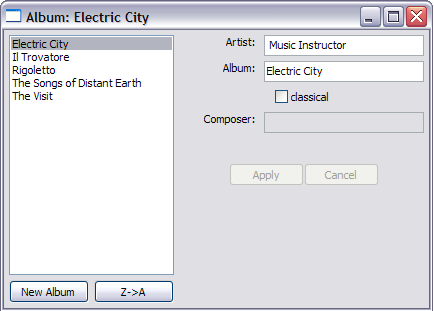 Album: Electric City
Electric City
Il Trovatore
Rigoletto
The Songs of Distant Earth
The Visit
Artist: Music Instructor
Album: Electric City
classical
Composer:
Apply Cancel
New Album Z->A